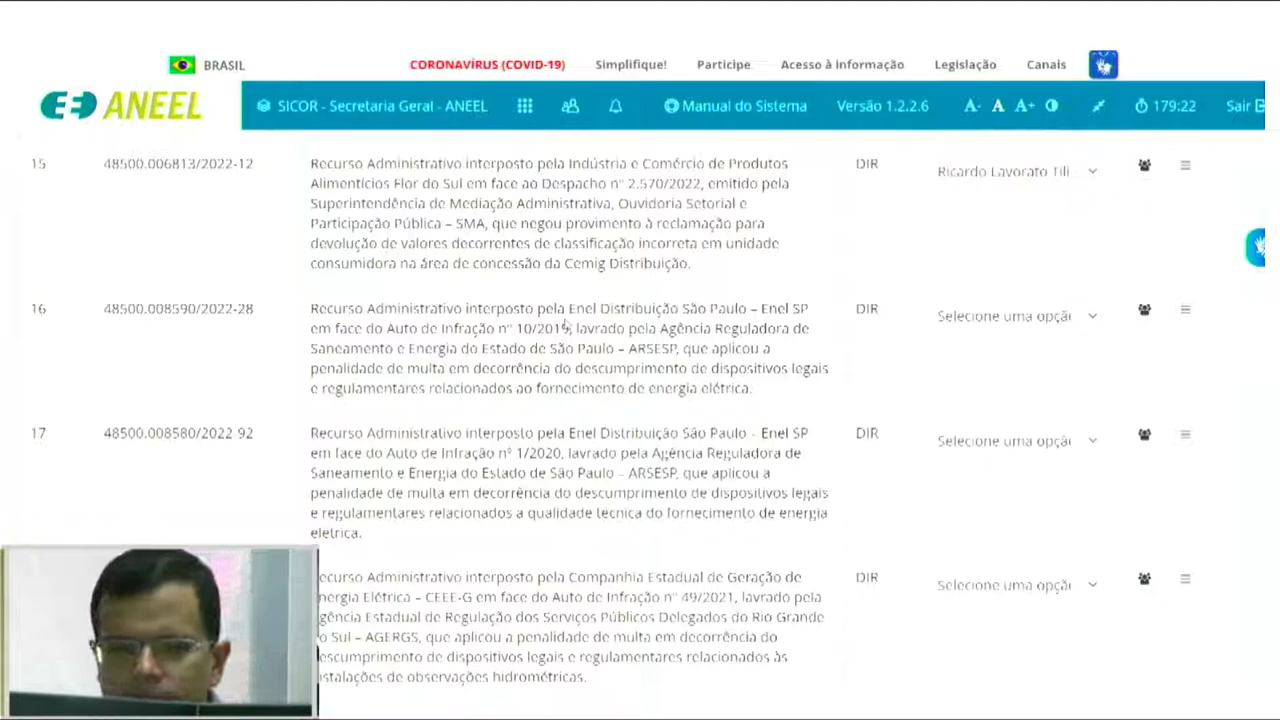 BRASIL
CORONAVÍRUS (COVID-19)
Simplifique!
Participe
Acesso à informação
Legislação
Canais
ANEEL
SICOR - Secretaria Geral - ANEEL
Manual do Sistema
Versão 1.2.2.6
A-
A
A+
179:22
Sair
15
48500.006813/2022-12
Recurso Administrativo interposto pela Indústria e Comércio de Produtos
Alimentícios Flor do Sul em face ao Despacho nº 2.570/2022, emitido pela
Superintendência de Mediação Administrativa, Ouvidoria Setorial e
Participação Pública – SMA, que negou provimento à reclamação para
devolução de valores decorrentes de classificação incorreta em unidade
consumidora na área de concessão da Cemig Distribuição.
DIR
Ricardo Lavorato Tili
16
48500.008590/2022-28
Recurso Administrativo interposto pela Enel Distribuição São Paulo – Enel SP
em face do Auto de Infração nº 10/2019, lavrado pela Agência Reguladora de
Saneamento e Energia do Estado de São Paulo – ARSESP, que aplicou a
penalidade de multa em decorrência do descumprimento de dispositivos legais
e regulamentares relacionados ao fornecimento de energia elétrica.
DIR
Selecione uma opçã
17
48500.008580/2022-92
Recurso Administrativo interposto pela Enel Distribuição São Paulo – Enel SP
em face do Auto de Infração nº 1/2020, lavrado pela Agência Reguladora de
Saneamento e Energia do Estado de São Paulo – ARSESP, que aplicou a
penalidade de multa em decorrência do descumprimento de dispositivos legais
e regulamentares relacionados a qualidade técnica do fornecimento de energia
elétrica.
DIR
Selecione uma opçã
ecurso Administrativo interposto pela Companhia Estadual de Geração de
nergia Elétrica – CEEE-G em face do Auto de Infração nº 49/2021, lavrado pela
gência Estadual de Regulação dos Serviços Públicos Delegados do Rio Grande
o Sul – AGERGS, que aplicou a penalidade de multa em decorrência do
escumprimento de dispositivos legais e regulamentares relacionados às
nstalações de observações hidrométricas.
DIR
Selecione uma opçã